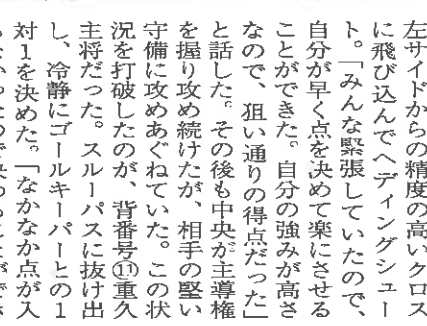 左サイドからの精度の高いクロス
に飛び込んでヘディングシュー
ト。「みんな緊張していたので、
自分が早く点を決めて楽にさせる
ことができた。自分の強みが高さ
なので、狙い通りの得点だった」
と話した。その後も中央が主導権
を握り攻め続けたが、相手の堅い
守備に攻めあぐねていた。この状
況を打破したのが、背番号⑪重久
主将だった。スルーパスに抜け出
し、冷静にゴールキーパーとの1
対1を決めた。「なかなか点が入